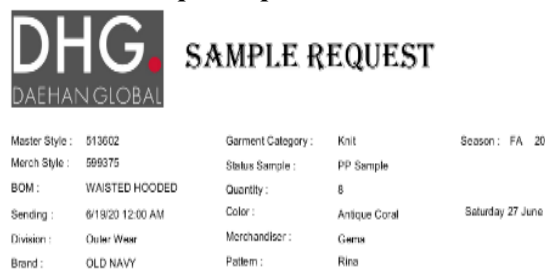 DHG.
DAEHAN GLOBAL
SAMPLE REQUEST
Master Style : 513602 Garment Category : Knit Season : FA 20
Merch Style : 599375 Status Sample : PP Sample
BOM : WAISTED HOODED Quantity : 8
Sending : 6/19/20 12:00 AM Color : Antique Coral Saturday 27 June
Division : Outer Wear Merchandiser : Gema
Brand : OLD NAVY Pattern : Rina